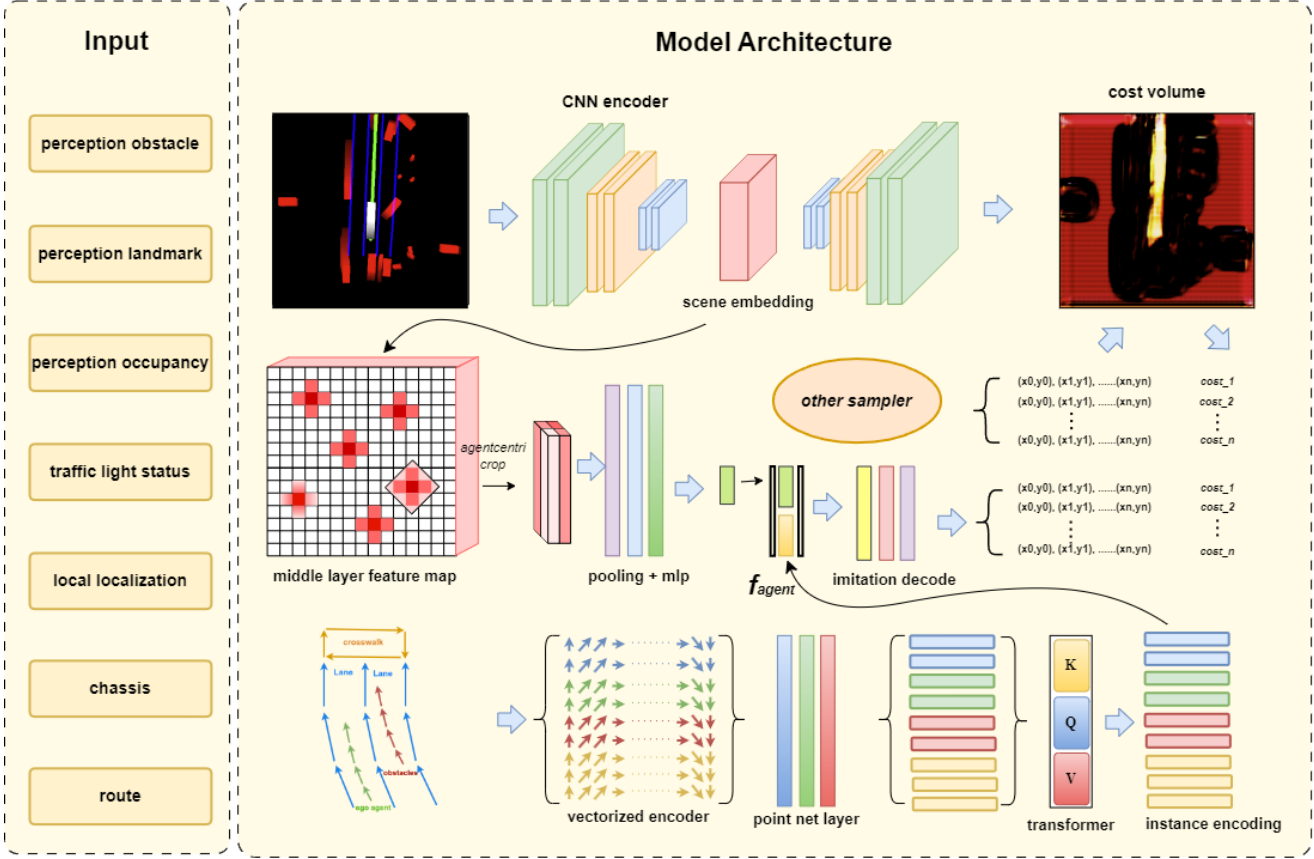 Input
perception obstacle
perception landmark
perception occupancy
traffic light status
local localization
chassis
route
Model Architecture
CNN encoder
scene embedding
cost volume
middle layer feature map
agentcentri
crop
pooling + mlp
fagent
other sampler
imitation decode
(x0,y0), (x1,y1), ......(xn,yn) cost_1
(x0,y0), (x1,y1), ......(xn,yn) cost_2
(x0,y0), (x1,y1), ......(xn,yn) cost_n
(x0,y0), (x1,y1), ......(xn,yn) cost_1
(x0,y0), (x1,y1), ......(xn,yn) cost_2
(x0,y0), (x1,y1), ......(xn,yn) cost_n
crosswalk
Lane Lane
obstacles
ego agent
vectorized encoder
point net layer
K
Q
V
transformer
instance encoding